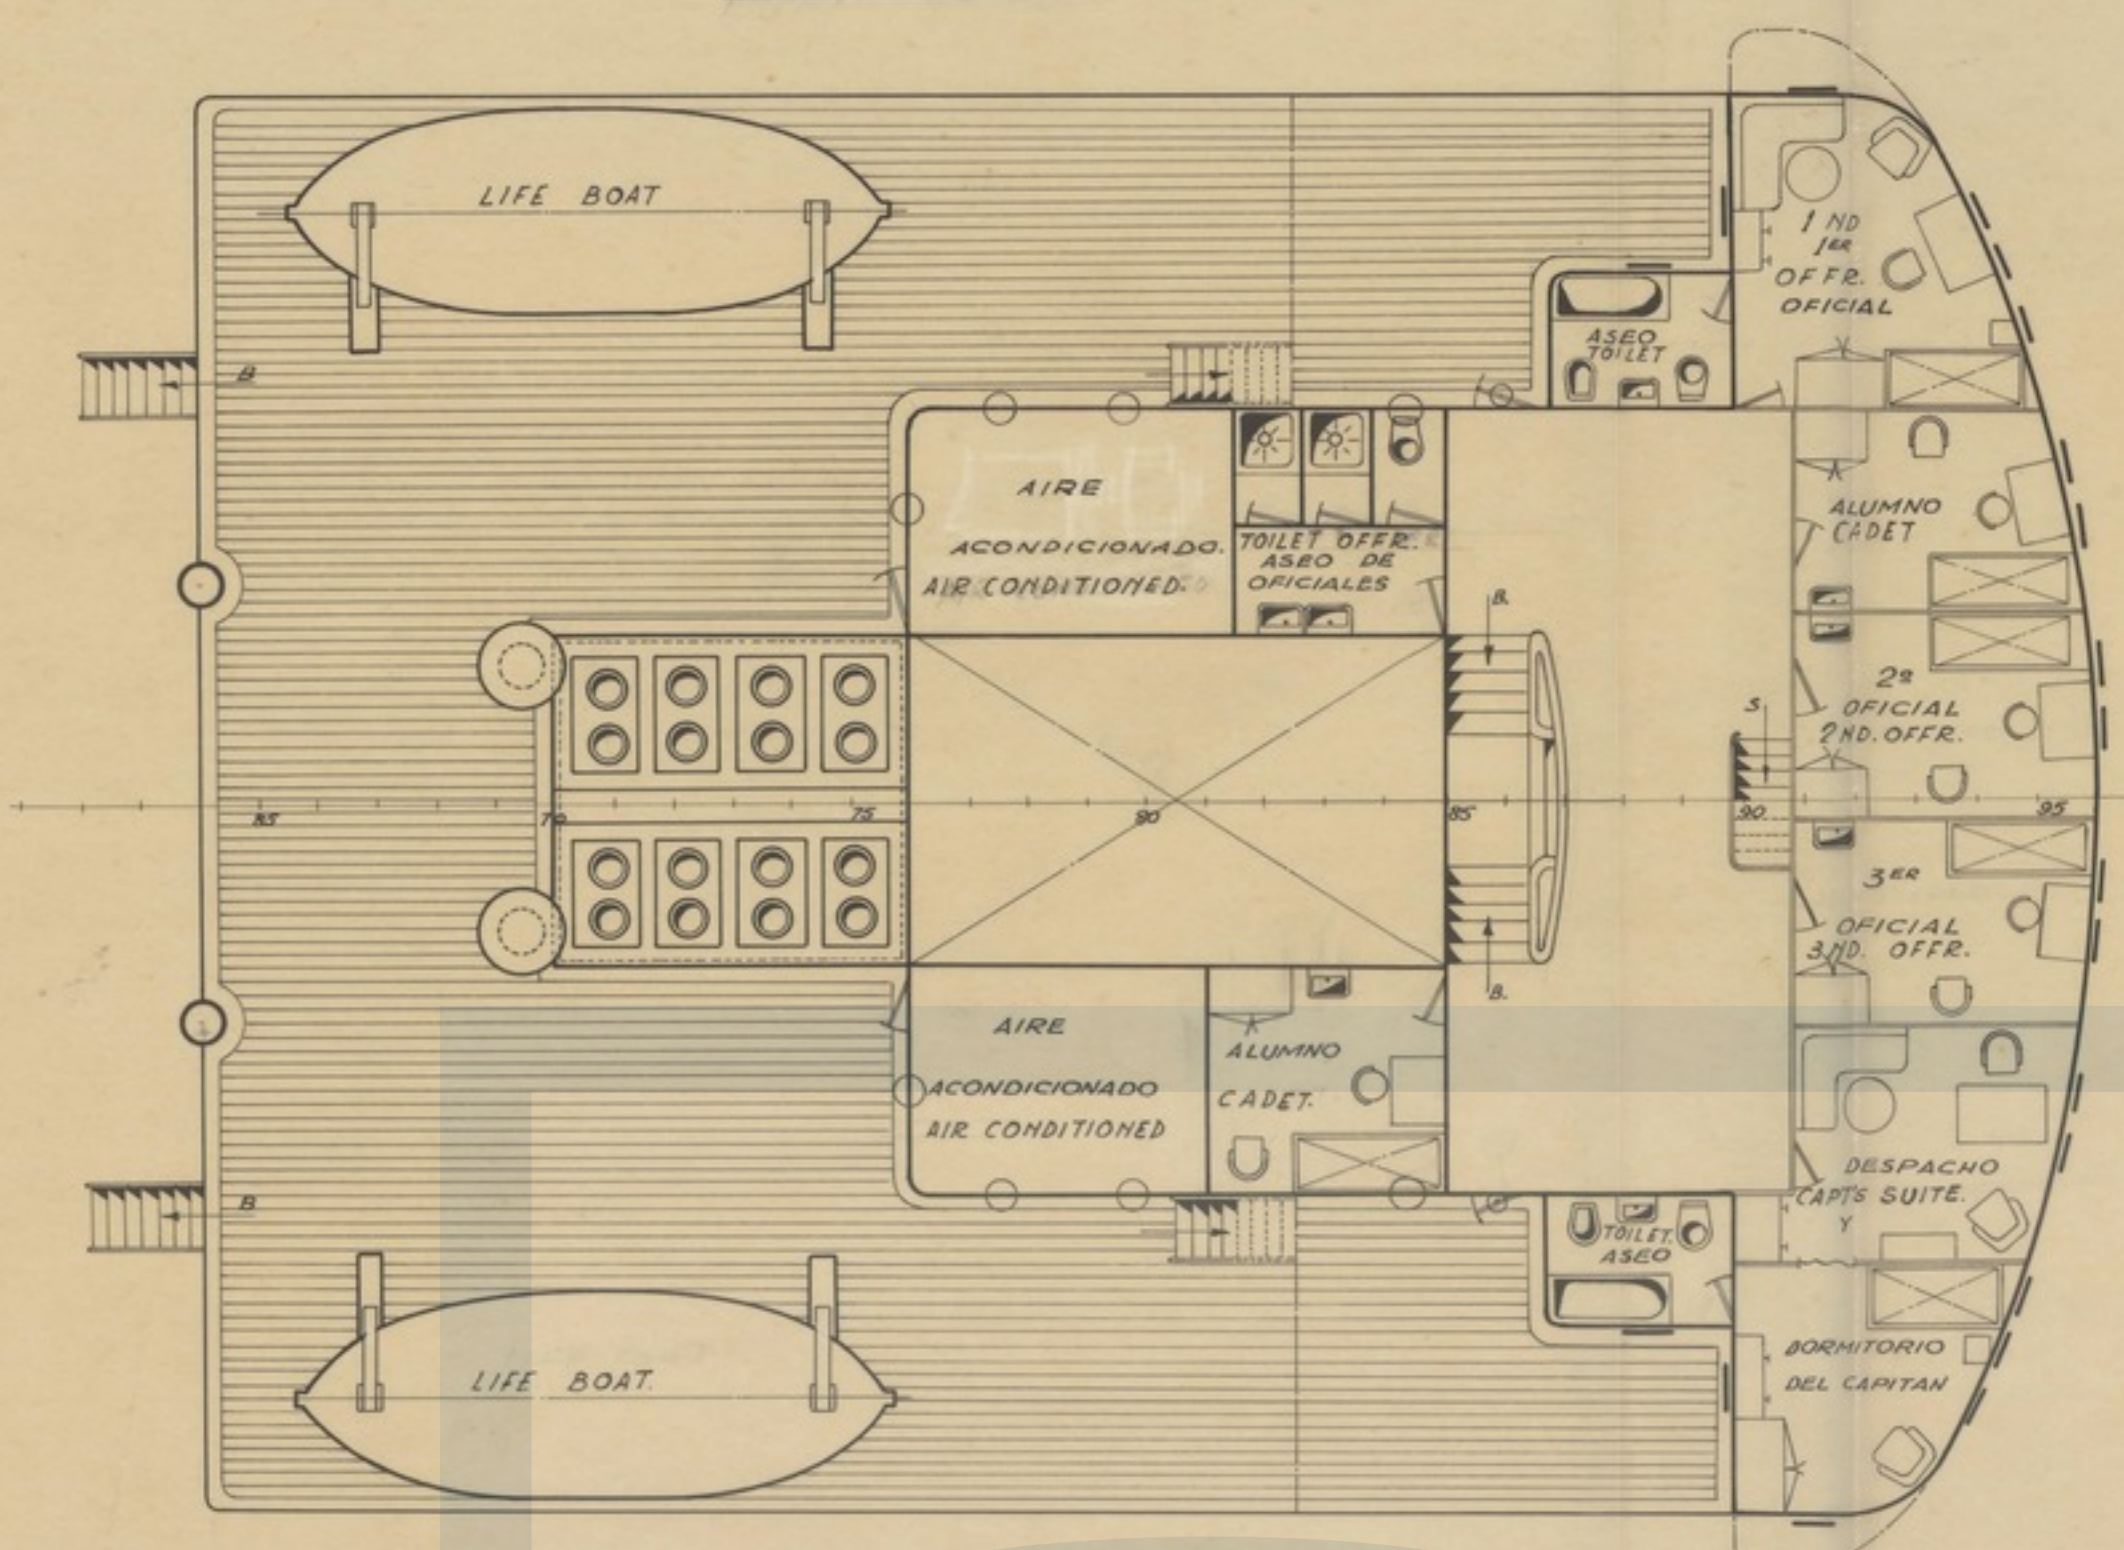 LIFE BOAT
1 ND
1ER
OFFR.
OFICIAL
ASEO
TOILET
B
AIRE
ACONDICIONADO.
AIR CONDITIONED.
TOILET OFFR.
ASEO DE
OFICIALES
ALUMNO
CADET
B.
2º
OFICIAL
2ND. OFFR.
S
85
70
75
80
85
90
95
3ER
OFICIAL
3ND. OFFR.
B.
AIRE
ACONDICIONADO
AIR CONDITIONED
ALUMNO
CADET.
DESPACHO
CAPT'S SUITE.
Y
B
TOILET.
ASEO
DORMITORIO
DEL CAPITAN
LIFE BOAT.